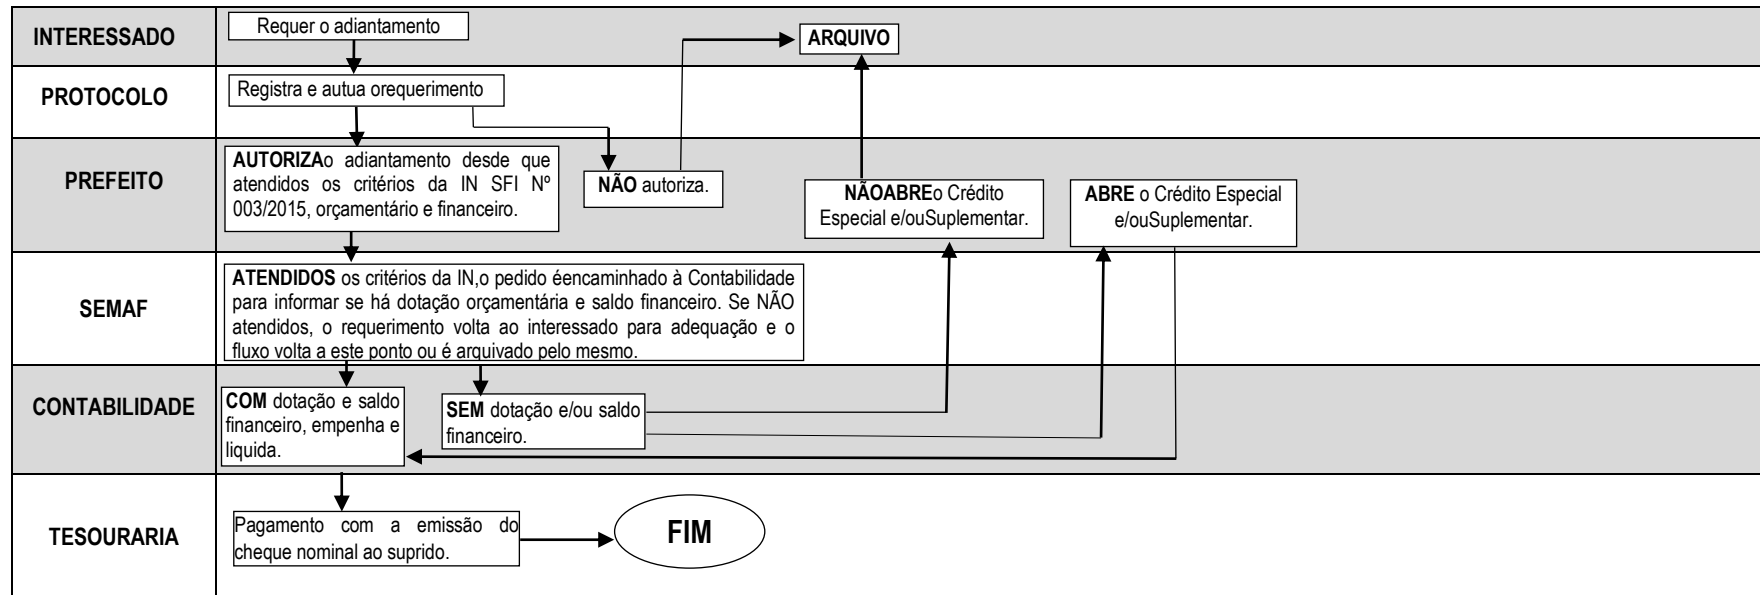 INTERESSADO
Requer o adiantamento
ARQUIVO
PROTOCOLO
Registra e autua orequerimento
PREFEITO
AUTORIZAo adiantamento desde que
atendidos os critérios da IN SFI Nº
003/2015, orçamentário e financeiro.
NÃO autoriza.
NÃOABREo Crédito
Especial e/ouSuplementar.
ABRE o Crédito Especial
e/ouSuplementar.
SEMAF
ATENDIDOS os critérios da IN,o pedido éencaminhado à Contabilidade
para informar se há dotação orçamentária e saldo financeiro. Se NÃO
atendidos, o requerimento volta ao interessado para adequação e o
fluxo volta a este ponto ou é arquivado pelo mesmo.
CONTABILIDADE
COM dotação e saldo
financeiro, empenha e
liquida.
SEM dotação e/ou saldo
financeiro.
TESOURARIA
Pagamento com a emissão do
cheque nominal ao suprido.
FIM